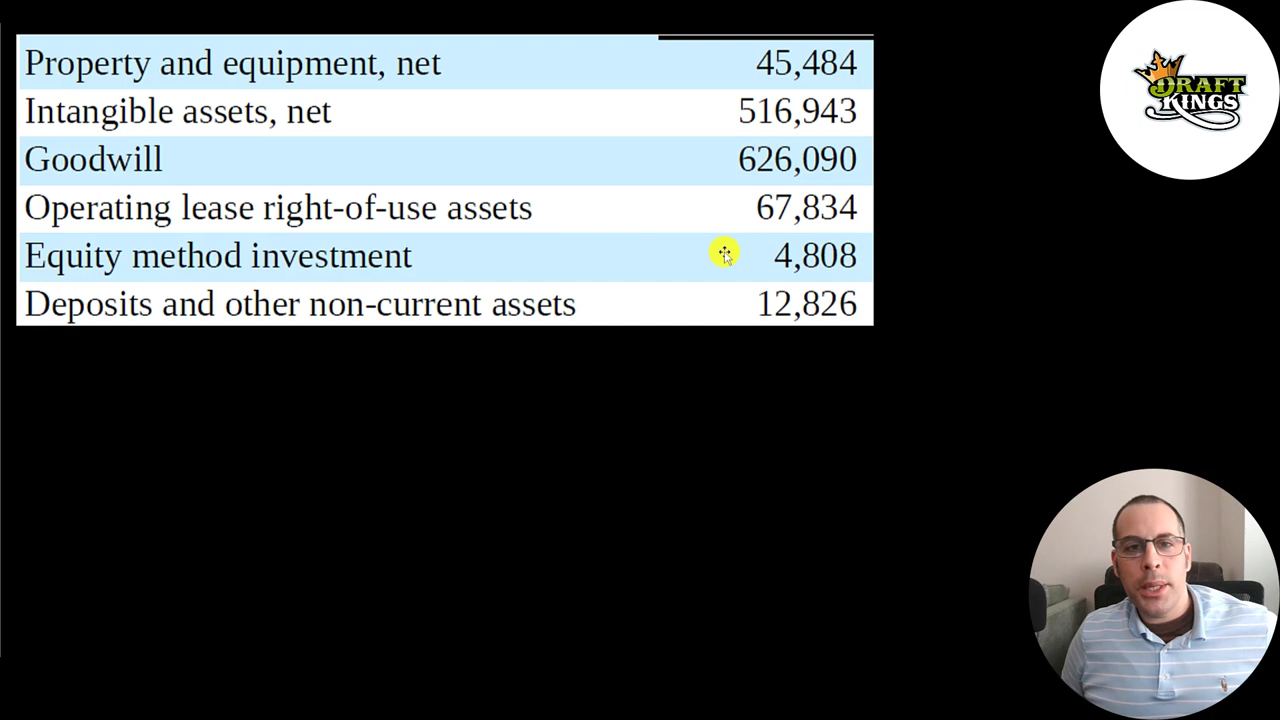 Property and equipment, net 45,484
Intangible assets, net 516,943
Goodwill 626,090
Operating lease right-of-use assets 67,834
Equity method investment 4,808
Deposits and other non-current assets 12,826
DRAFT
KINGS